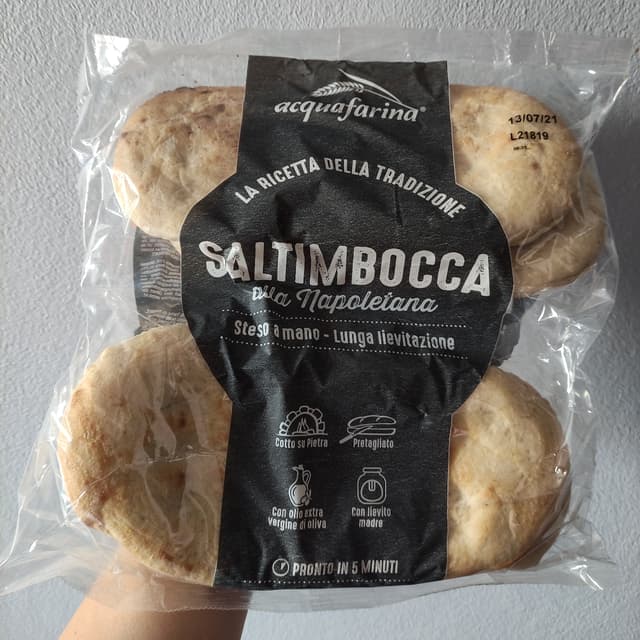 acquafarina®
13/07/21
L21819
LA RICETTA DELLA TRADIZIONE
SALTIMBOCCA
alla Napoletana
Steso a mano - Lunga lievitazione
Cotto su Pietra
Pretagliato
Con olio extra
vergine di oliva
Con lievito
madre
PRONTO IN 5 MINUTI